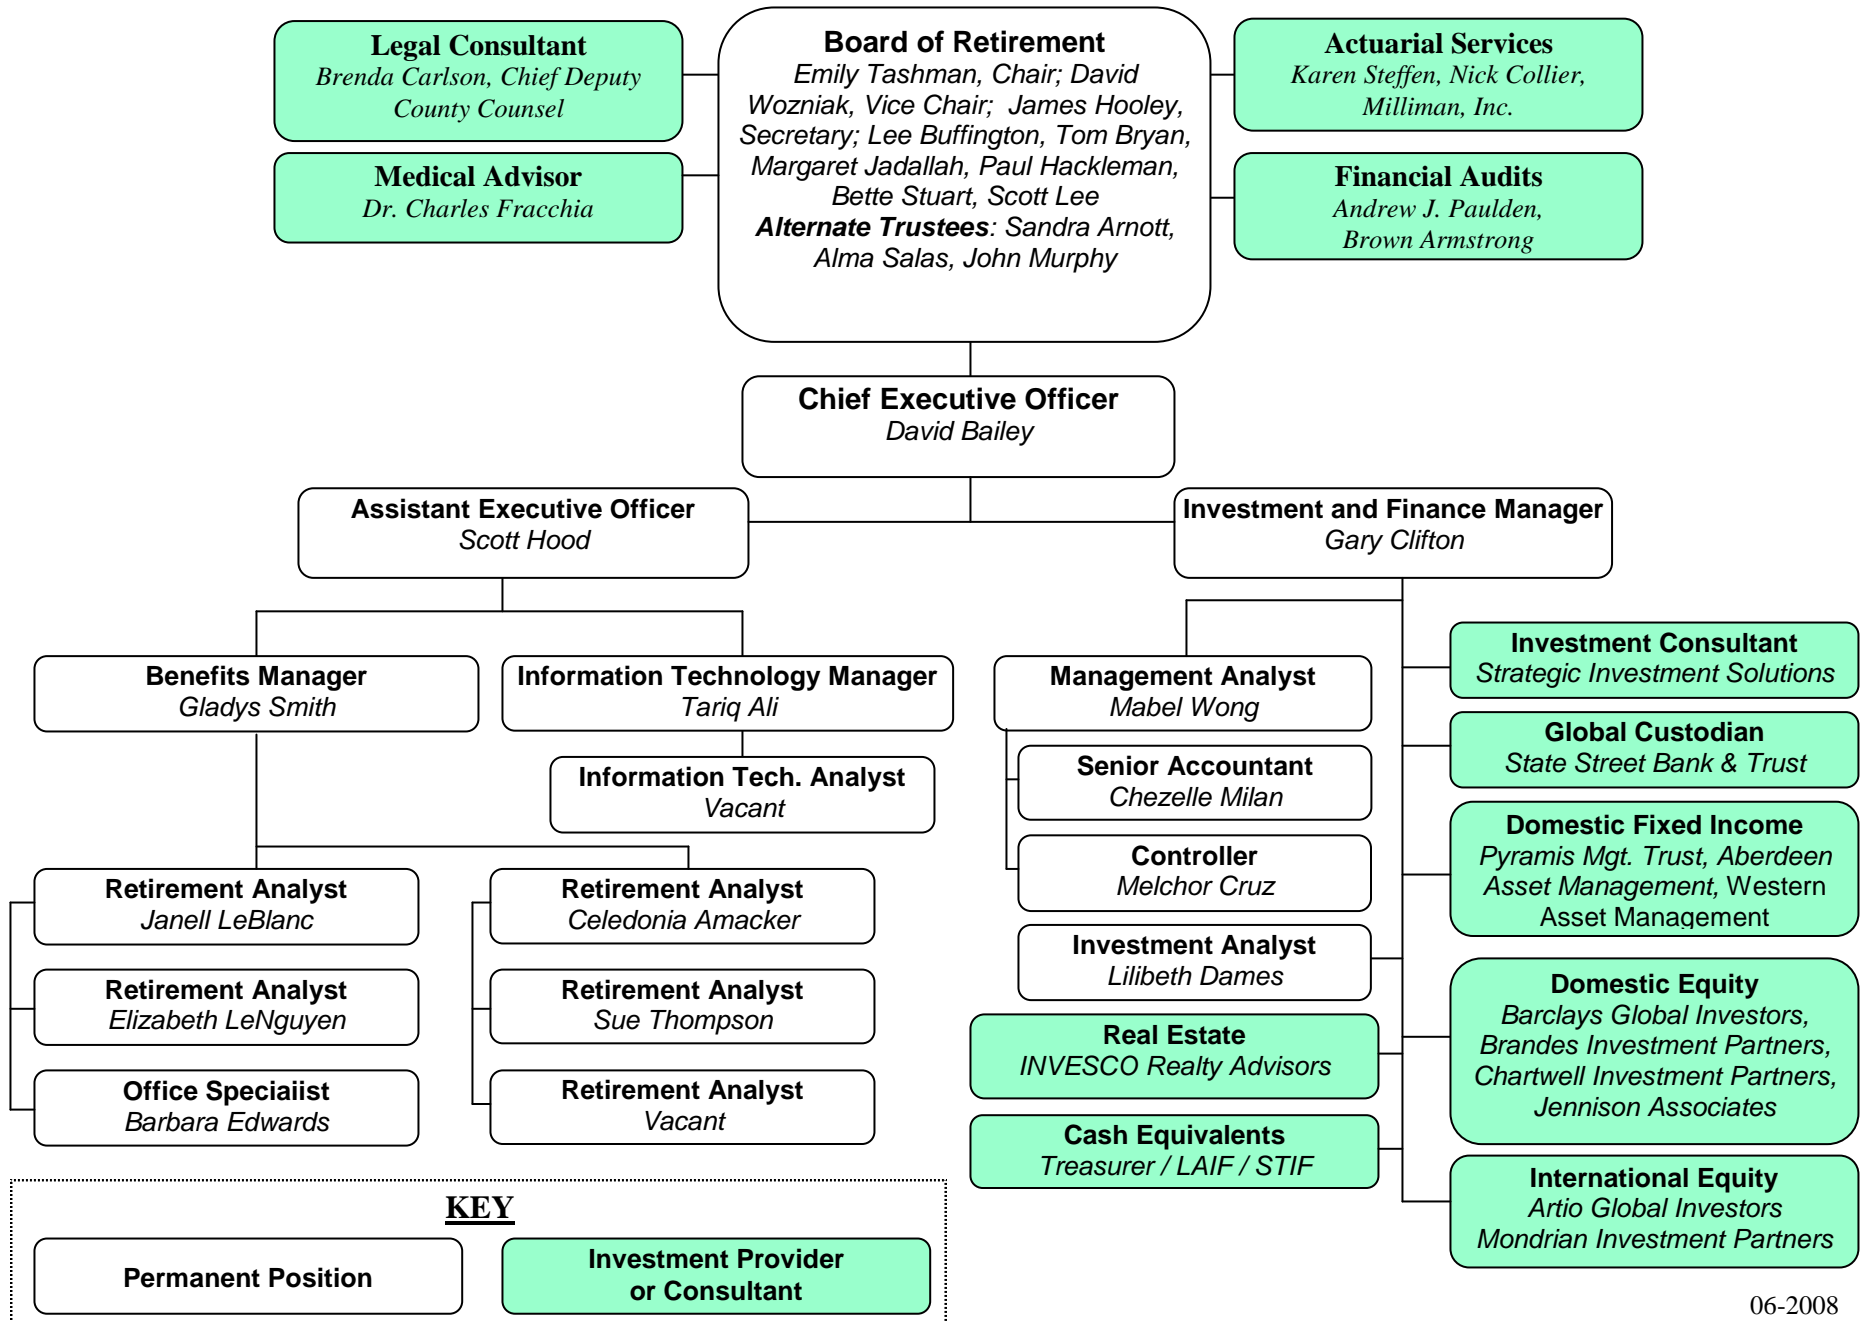 Legal Consultant
Brenda Carlson, Chief Deputy
County Counsel
Medical Advisor
Dr. Charles Fracchia
Board of Retirement
Emily Tashman, Chair; David
Wozniak, Vice Chair; James Hooley,
Secretary; Lee Buffington, Tom Bryan,
Margaret Jadallah, Paul Hackleman,
Bette Stuart, Scott Lee
Alternate Trustees: Sandra Arnott,
Alma Salas, John Murphy
Actuarial Services
Karen Steffen, Nick Collier,
Milliman, Inc.
Financial Audits
Andrew J. Paulden,
Brown Armstrong
Chief Executive Officer
David Bailey
Assistant Executive Officer
Scott Hood
Investment and Finance Manager
Gary Clifton
Benefits Manager
Gladys Smith
Information Technology Manager
Tariq Ali
Information Tech. Analyst
Vacant
Retirement Analyst
Janell LeBlanc
Retirement Analyst
Elizabeth LeNguyen
Office Speciaiist
Barbara Edwards
Retirement Analyst
Celedonia Amacker
Retirement Analyst
Sue Thompson
Retirement Analyst
Vacant
Management Analyst
Mabel Wong
Senior Accountant
Chezelle Milan
Controller
Melchor Cruz
Investment Analyst
Lilibeth Dames
Real Estate
INVESCO Realty Advisors
Cash Equivalents
Treasurer / LAIF / STIF
Investment Consultant
Strategic Investment Solutions
Global Custodian
State Street Bank & Trust
Domestic Fixed Income
Pyramis Mgt. Trust, Aberdeen
Asset Management, Western
Asset Management
Domestic Equity
Barclays Global Investors,
Brandes Investment Partners,
Chartwell Investment Partners,
Jennison Associates
International Equity
Artio Global Investors
Mondrian Investment Partners
KEY
Permanent Position
Investment Provider
or Consultant
06-2008